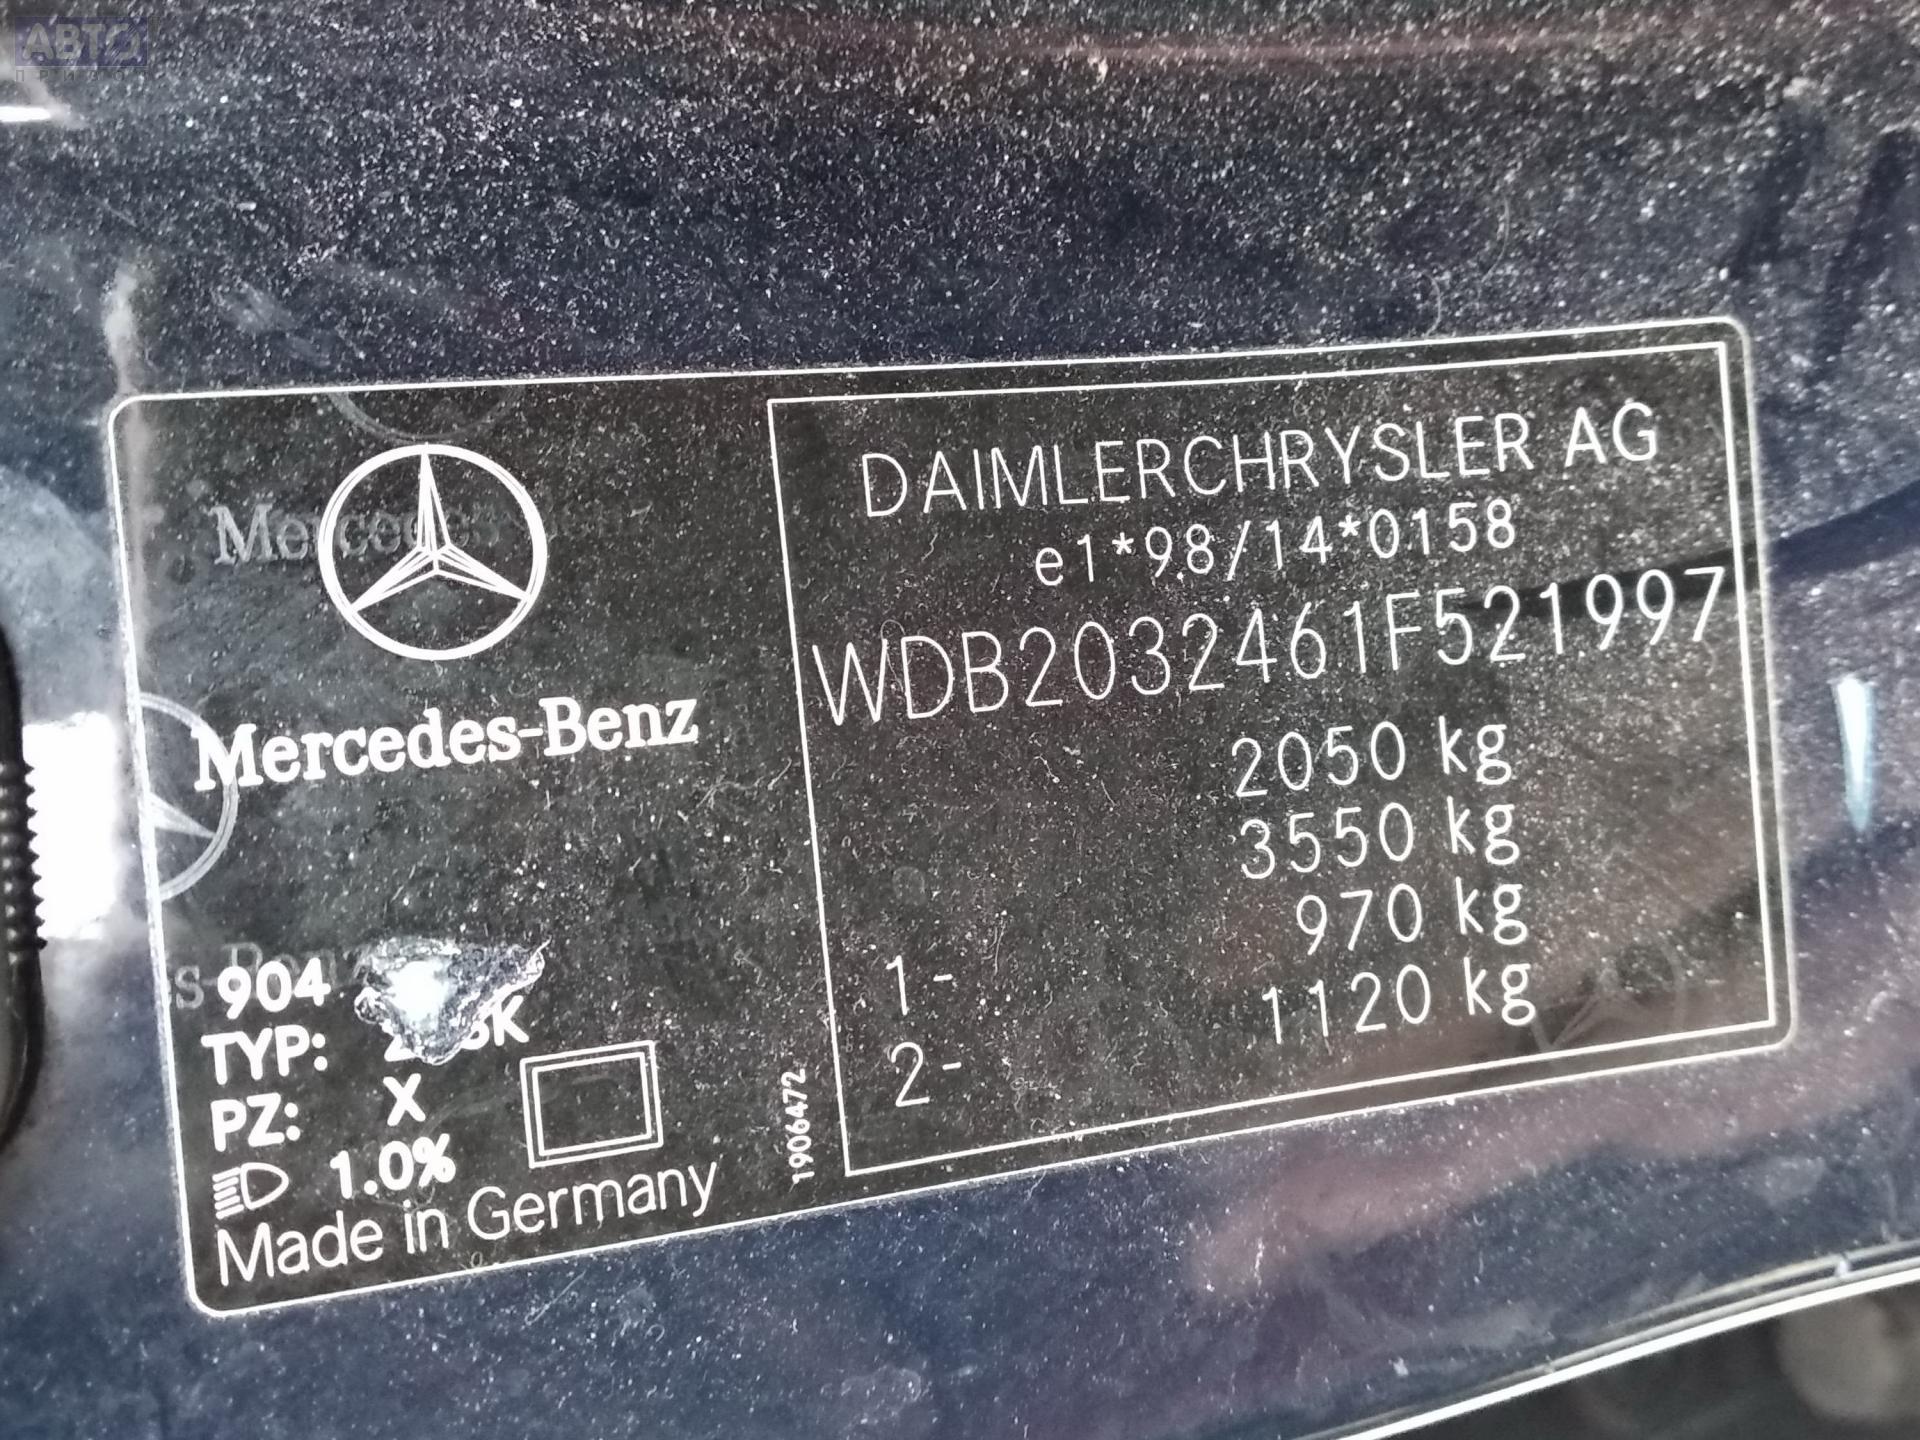 АВТО
ПРИЗОТ
Mercedes
Mercedes-Benz
904
TYP:
PZ: X
1.0%
Made in Germany
1906472
DAIMLERCHRYSLER AG
e1*98/14*0158
WDB2032461F521997
2050 kg
3550 kg
1- 970 kg
2- 1120 kg